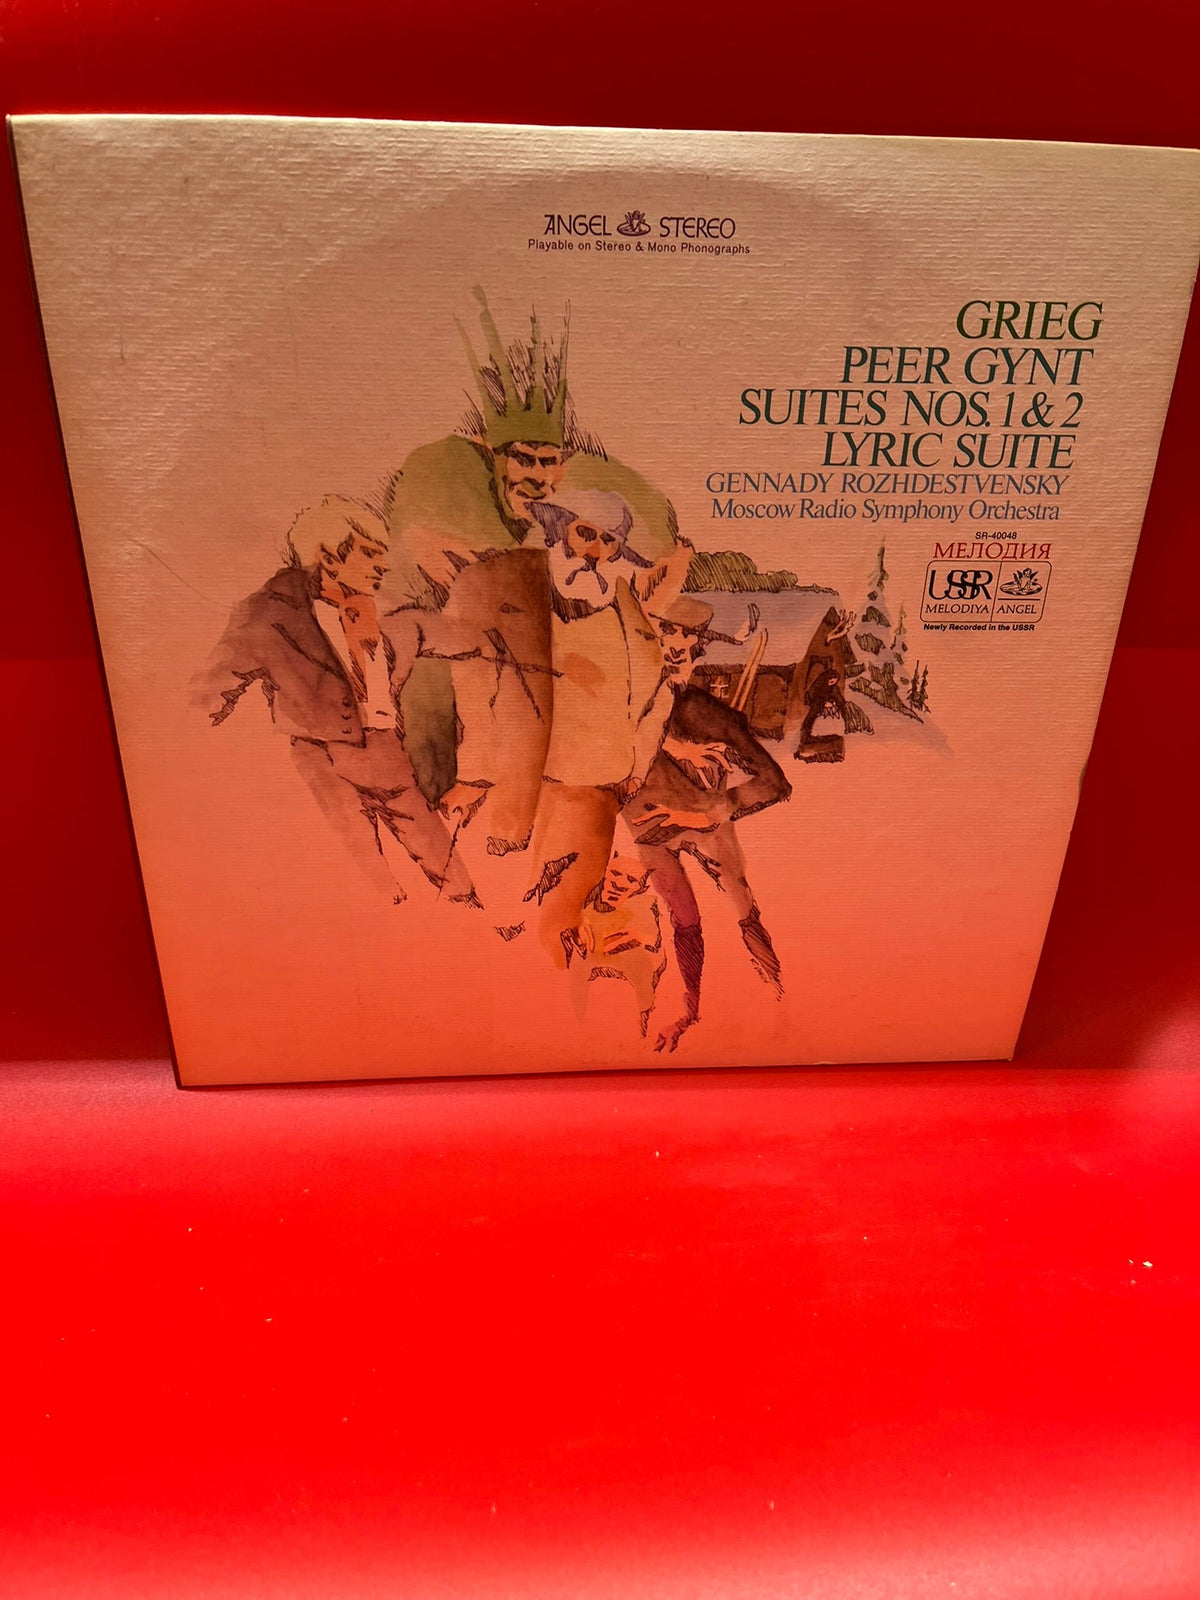 ANGEL STEREO
Playable on Stereo & Mono Phonographs
GRIEG
PEER GYNT
SUITES NOS. 1 & 2
LYRIC SUITE
GENNADY ROZHDESTVENSKY
Moscow Radio Symphony Orchestra
SR-40048
МЕЛОДИЯ
USSR
MELODIYA ANGEL
Newly Recorded in the USSR